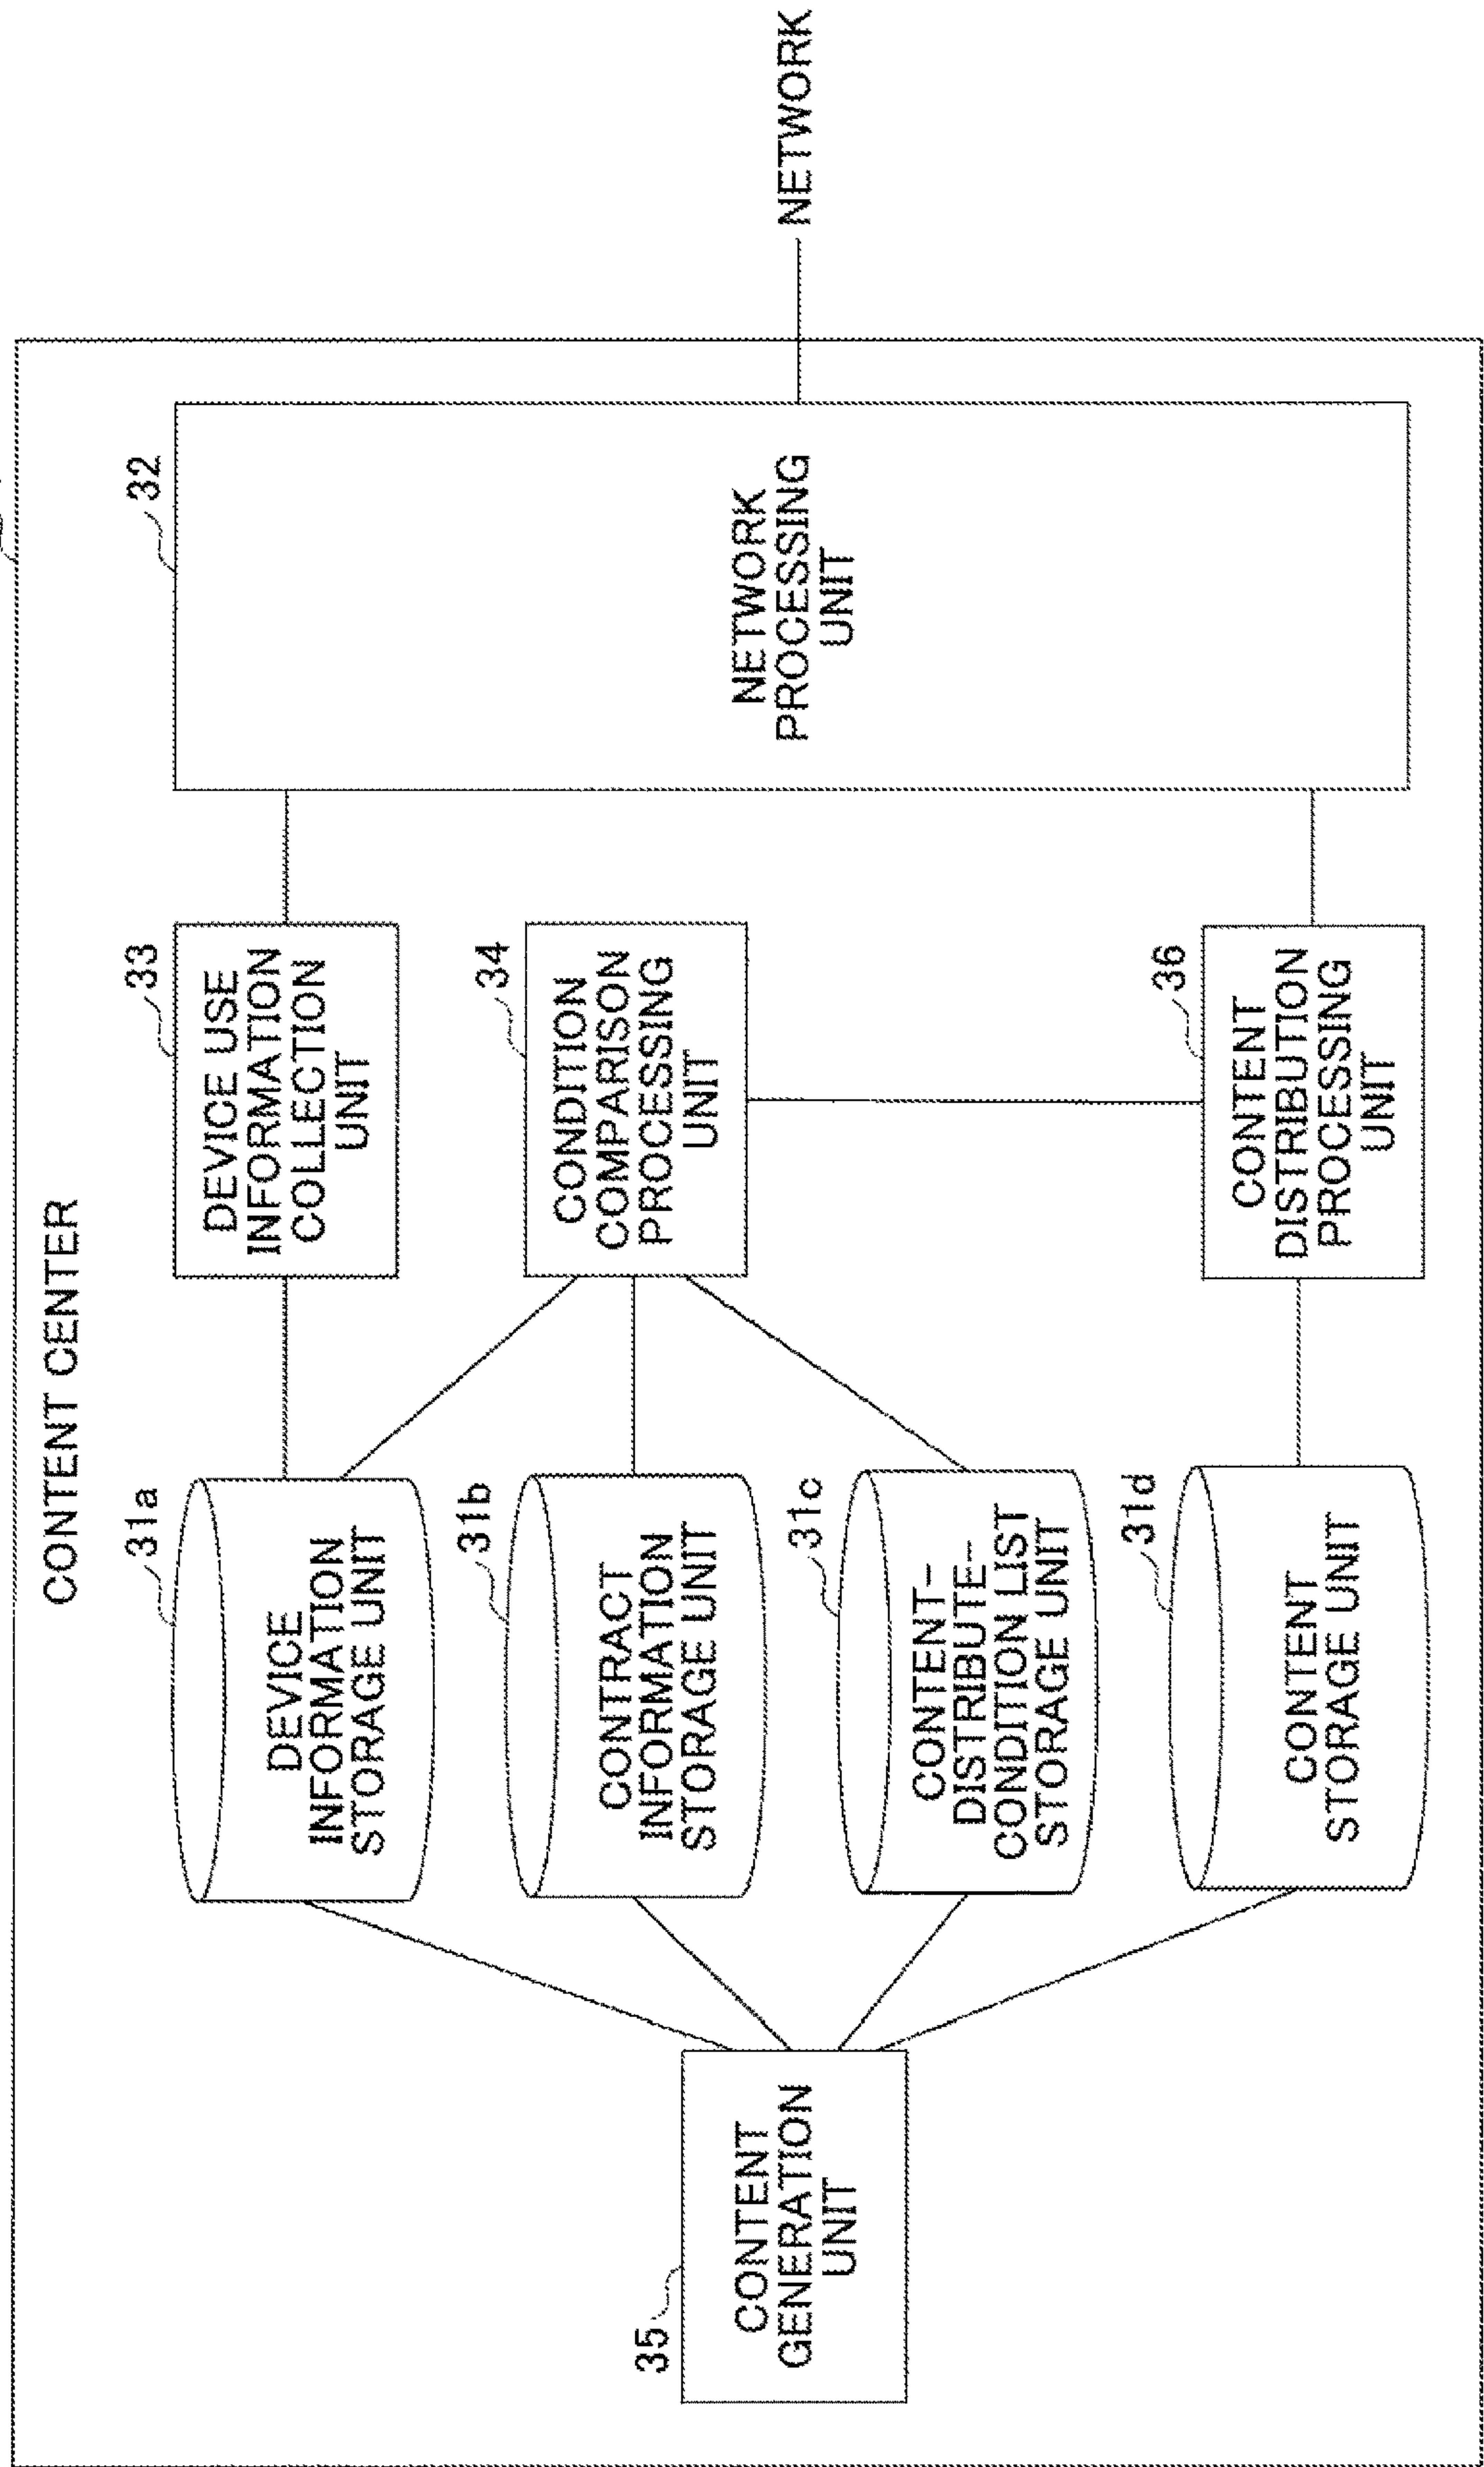 CONTENT CENTER
35
CONTENT
GENERATION
UNIT
31a
DEVICE
INFORMATION
STORAGE UNIT
31b
CONTRACT
INFORMATION
STORAGE UNIT
31c
CONTENT-
DISTRIBUTE-
CONDITION LIST
STORAGE UNIT
31d
CONTENT
STORAGE UNIT
33
DEVICE USE
INFORMATION
COLLECTION
UNIT
34
CONDITION
COMPARISON
PROCESSING
UNIT
36
CONTENT
DISTRIBUTION
PROCESSING
UNIT
32
NETWORK
PROCESSING
UNIT
NETWORK